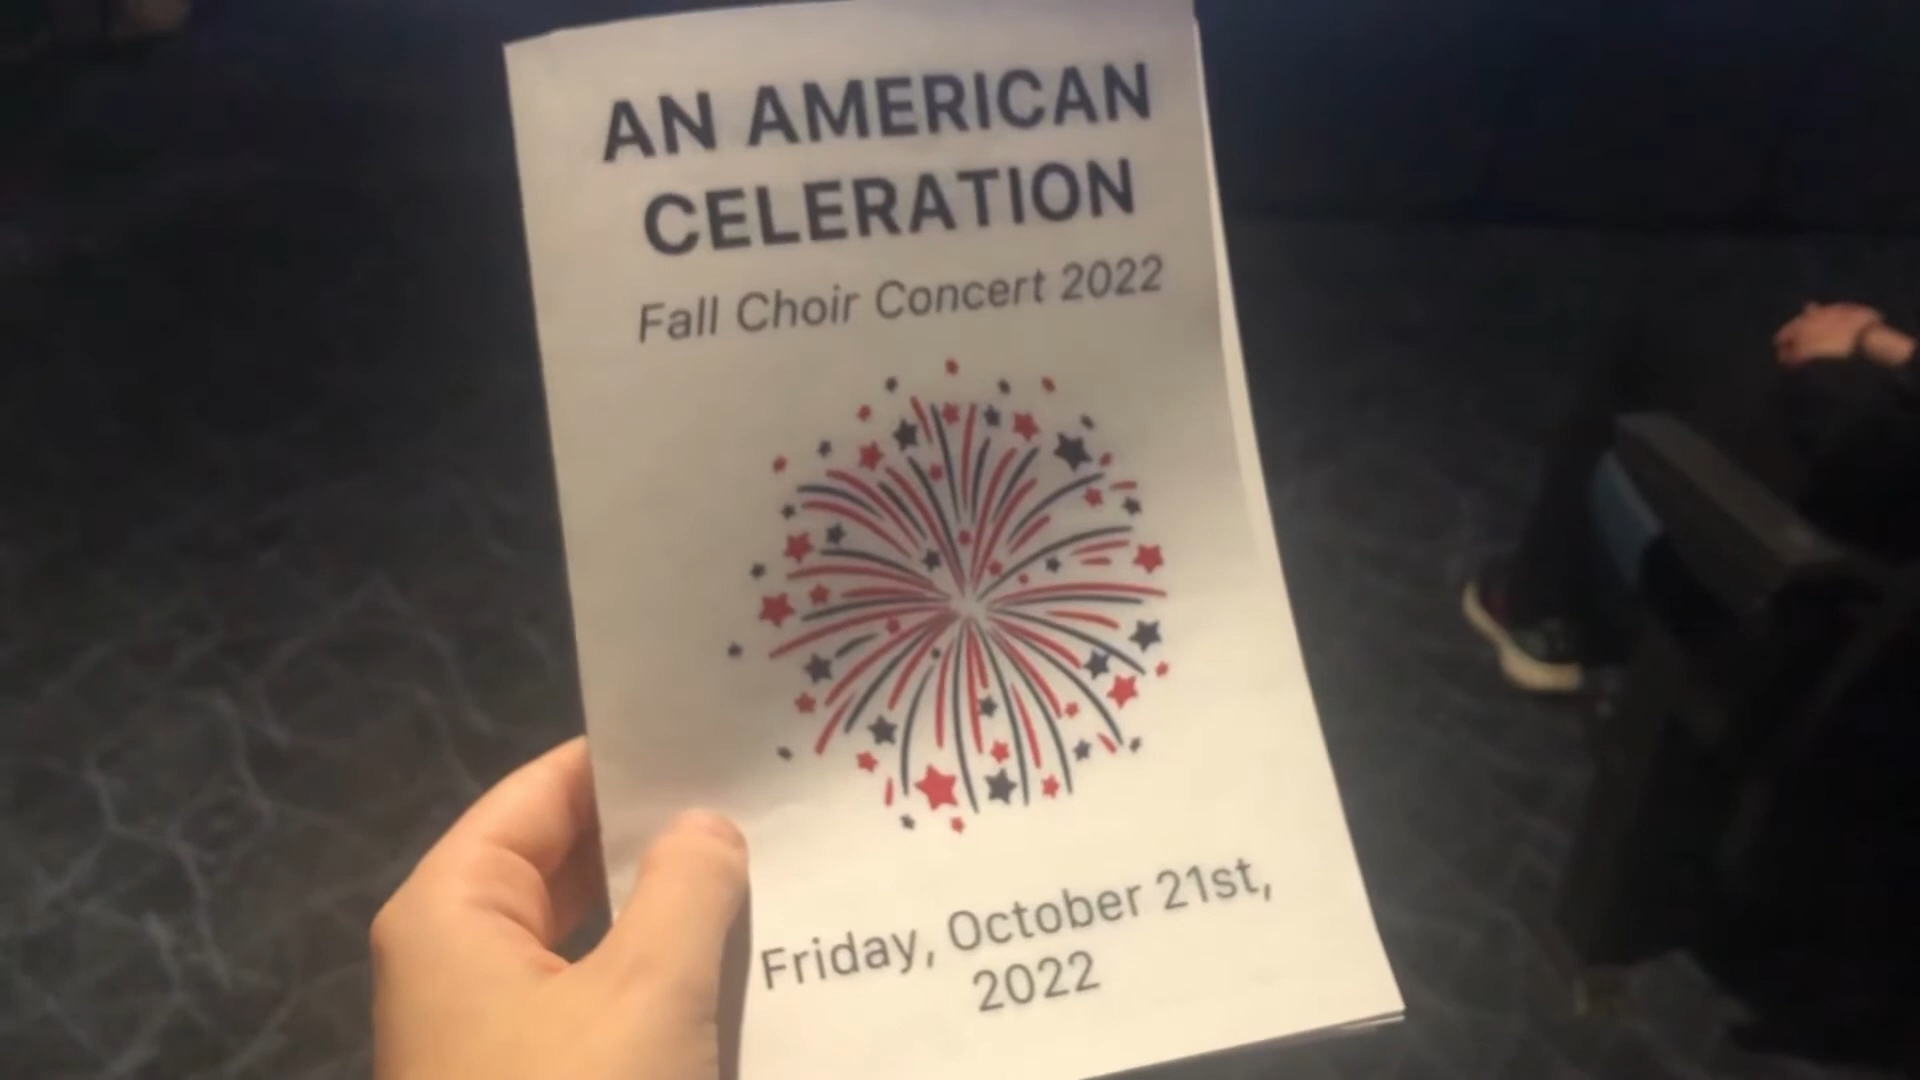 AN AMERICAN
CELERATION
Fall Choir Concert 2022
Friday, October 21st,
2022